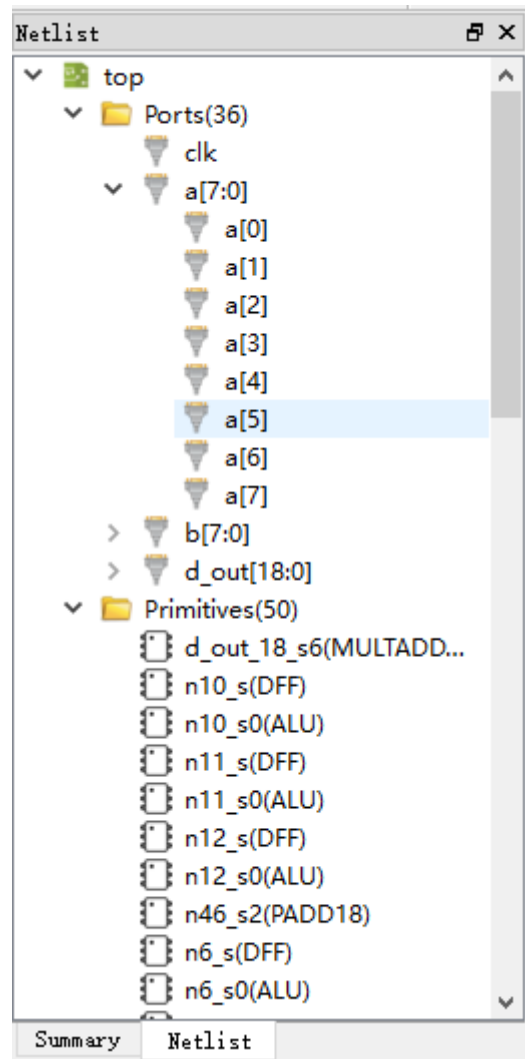 Netlist
top
Ports(36)
clk
a[7:0]
a[0]
a[1]
a[2]
a[3]
a[4]
a[5]
a[6]
a[7]
b[7:0]
d_out[18:0]
Primitives(50)
d_out_18_s6(MULTADD...
n10_s(DFF)
n10_s0(ALU)
n11_s(DFF)
n11_s0(ALU)
n12_s(DFF)
n12_s0(ALU)
n46_s2(PADD18)
n6_s(DFF)
n6_s0(ALU)
Summary Netlist